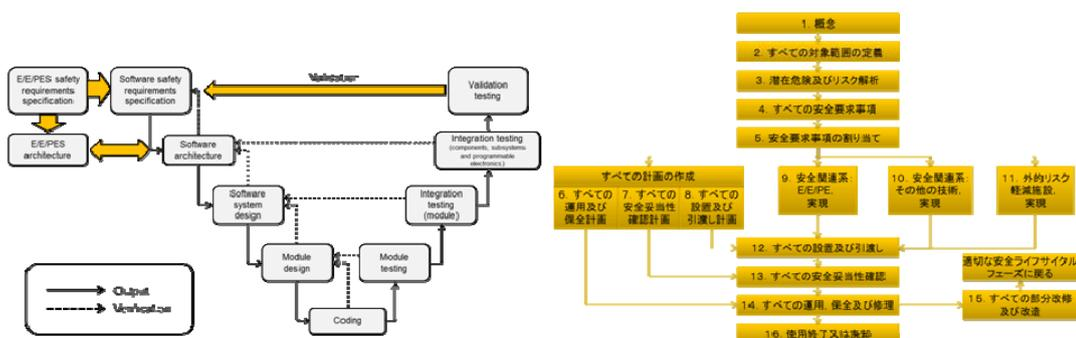 E/E/PES safety
requirements
specification
Software safety
requirements
specification
Validation
Validation
testing
E/E/PES
architecture
Software
architecture
Integration testing
(components, subsystems
and programmable
electronics)
Software
system
design
Integration
testing
(module)
Module
design
Module
testing
Coding
Output
Verification
1. 概念
2. すべての対象範囲の定義
3. 潜在危険及びリスク解析
4. すべての安全要求事項
5. 安全要求事項の割り当て
すべての計画の作成
6. すべての
運用及び
保全計画
7. すべての
安全妥当性
確認計画
8. すべての
設置及び
引渡し計画
9. 安全関連系:
E/E/PE,
実現
10. 安全関連系:
その他の技術,
実現
11. 外的リスク
軽減施設,
実現
12. すべての設置及び引渡し
13. すべての安全妥当性確認
14. すべての運用, 保全及び修理
適切な安全ライフサイクル
フェーズに戻る
15. すべての部分改修
及び改造
16. 使用終了又は廃却